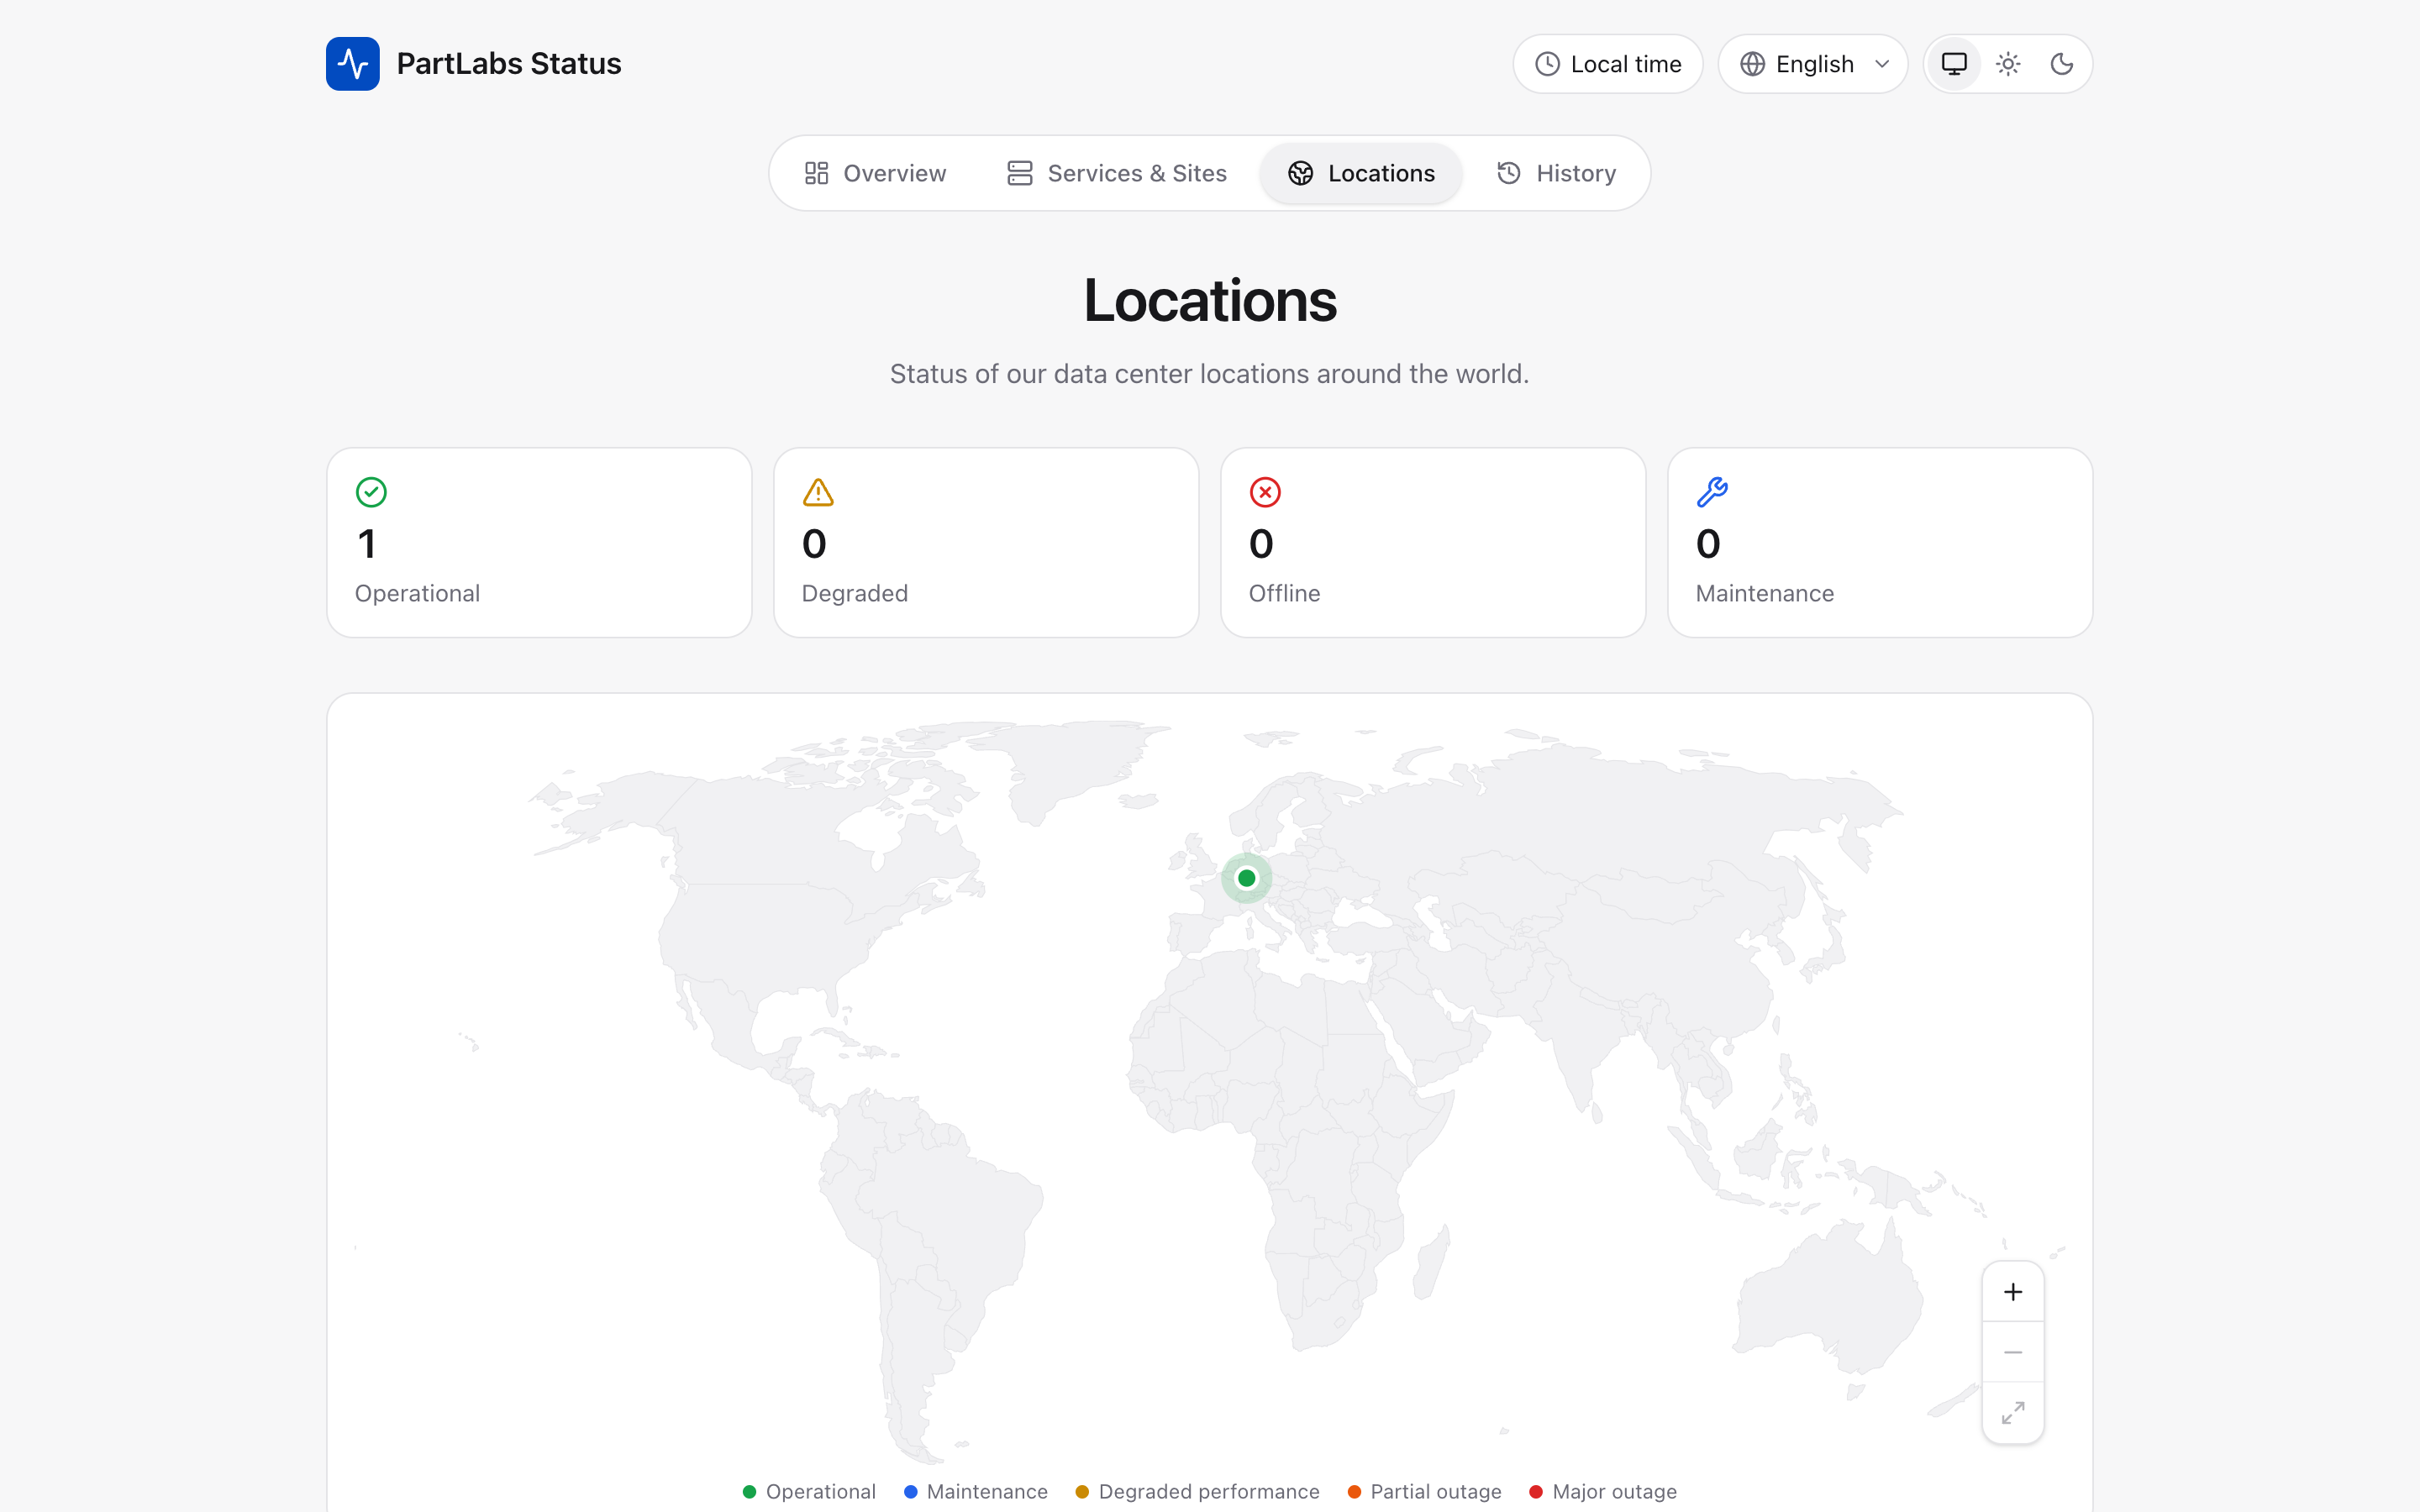 PartLabs Status
Local time
English
Overview
Services & Sites
Locations
History
Locations
Status of our data center locations around the world.
1
Operational
0
Degraded
0
Offline
0
Maintenance
Operational
Maintenance
Degraded performance
Partial outage
Major outage